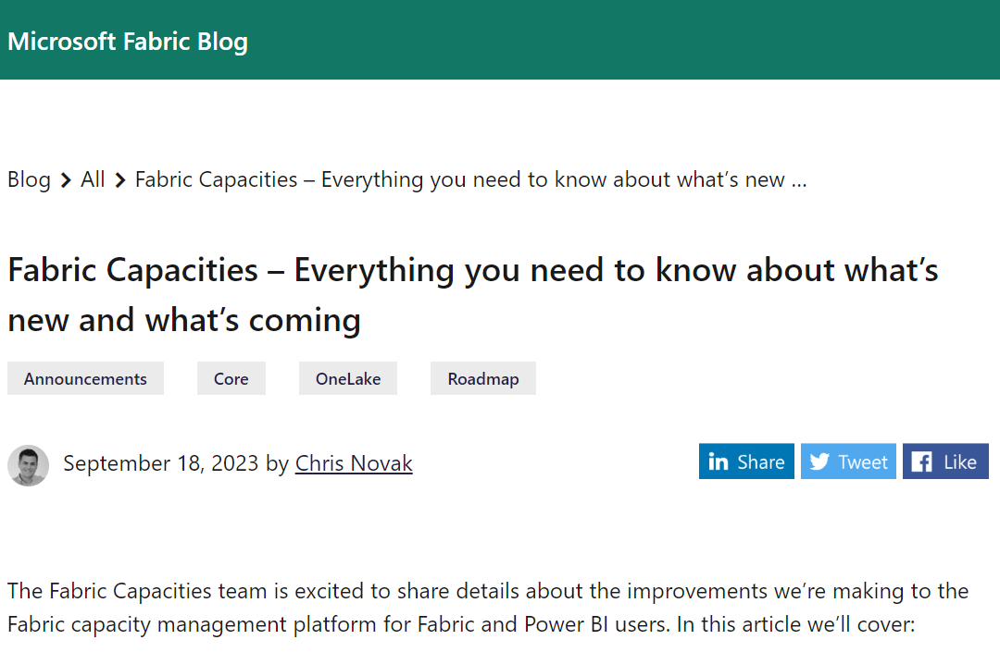 Microsoft Fabric Blog
Blog > All > Fabric Capacities – Everything you need to know about what’s new ...
Fabric Capacities – Everything you need to know about what’s
new and what’s coming
Announcements Core OneLake Roadmap
September 18, 2023 by Chris Novak
in Share Tweet Like
The Fabric Capacities team is excited to share details about the improvements we’re making to the
Fabric capacity management platform for Fabric and Power BI users. In this article we’ll cover: